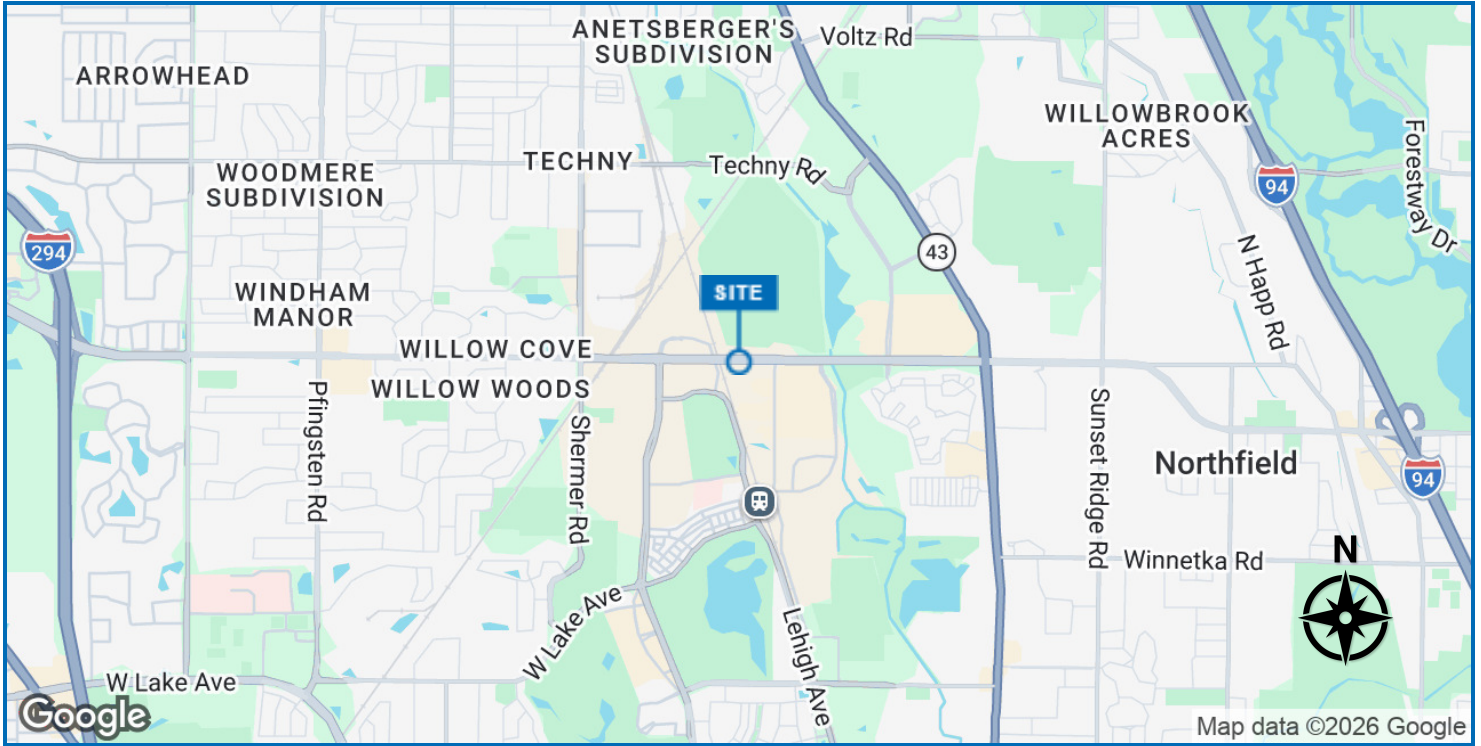 ANETSBERGER'S
SUBDIVISION
Voltz Rd
ARROWHEAD
WILLOWBROOK
ACRES
Forestway Dr
TECHNY
Techny Rd
WOODMERE
SUBDIVISION
94
294
43
N Happ Rd
WINDHAM
MANOR
SITE
WILLOW COVE
WILLOW WOODS
Pfingsten Rd
Shermer Rd
Sunset Ridge Rd
Northfield
94
N
Winnetka Rd
W Lake Ave
Lehigh Ave
W Lake Ave
Google
Map data ©2026 Google